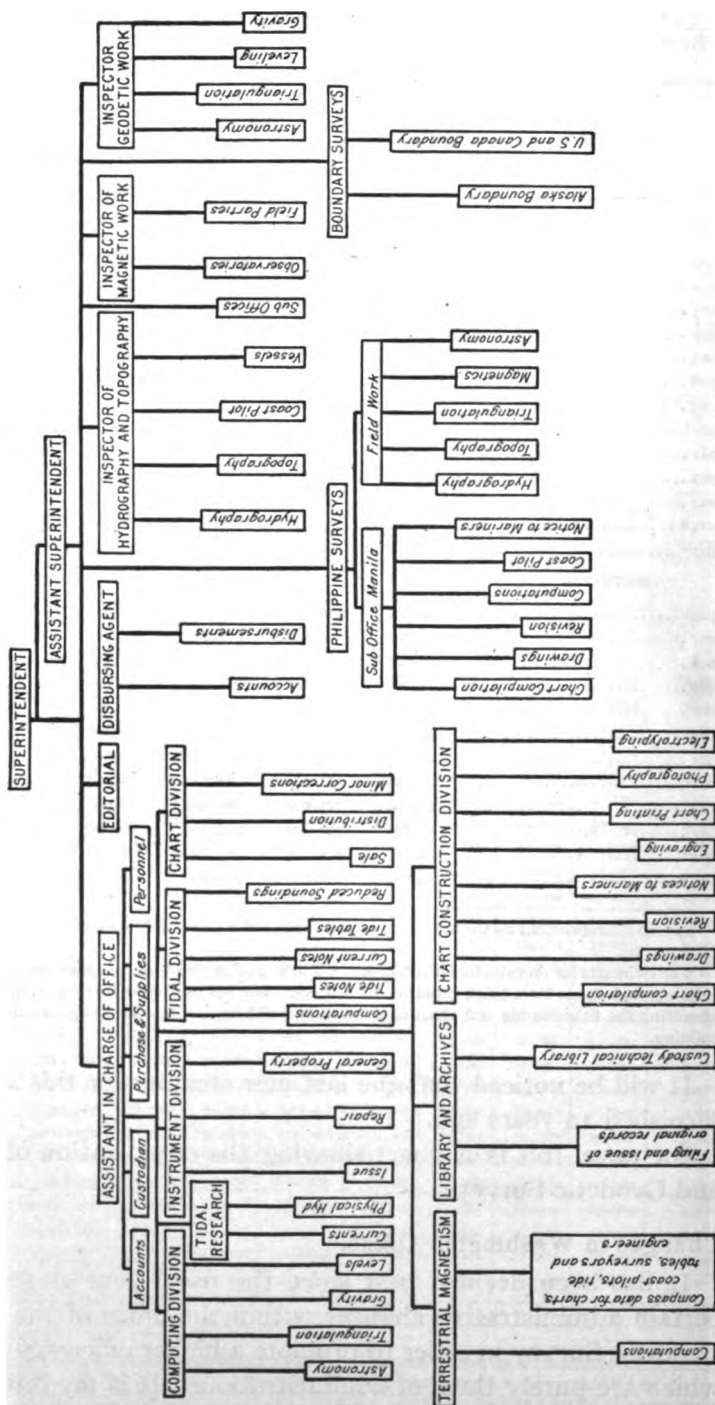 SUPERINTENDENT
ASSISTANT SUPERINTENDENT
ASSISTANT IN CHARGE OF OFFICE
EDITORIAL
DISBURSING AGENT
INSPECTOR OF
HYDROGRAPHY AND TOPOGRAPHY
INSPECTOR OF
MAGNETIC WORK
INSPECTOR
GEODETIC WORK
Accounts
Custodian
Purchase & Supplies
Personnel
Accounts
Disbursements
Hydrography
Topography
Coast Pilot
Vessels
Sub Offices
Observatories
Field Parties
Astronomy
Triangulation
Leveling
Gravity
COMPUTING DIVISION
INSTRUMENT DIVISION
TIDAL DIVISION
CHART DIVISION
TIDAL
RESEARCH
Astronomy
Triangulation
Gravity
Levels
Currents
Physical Hyd
Issue
Repair
General Property
Computations
Tide Notes
Current Notes
Tide Tables
Reduced Soundings
Sale
Distribution
Minor Corrections
PHILIPPINE SURVEYS
BOUNDARY SURVEYS
Sub Office Manila
Field Work
Chart Compilation
Drawings
Revision
Computations
Coast Pilot
Notice to Mariners
Hydrography
Topography
Triangulation
Magnetics
Astronomy
Alaska Boundary
U.S and Canada Boundary
TERRESTRIAL MAGNETISM
LIBRARY AND ARCHIVES
CHART CONSTRUCTION DIVISION
Computations
Compass data for charts,
coast pilots, tide
tables, surveyors and
engineers
Filing and issue of
original records
Custody Technical Library
Chart compilation
Drawings
Revision
Notices to Mariners
Engraving
Chart Printing
Photography
Electrotyping